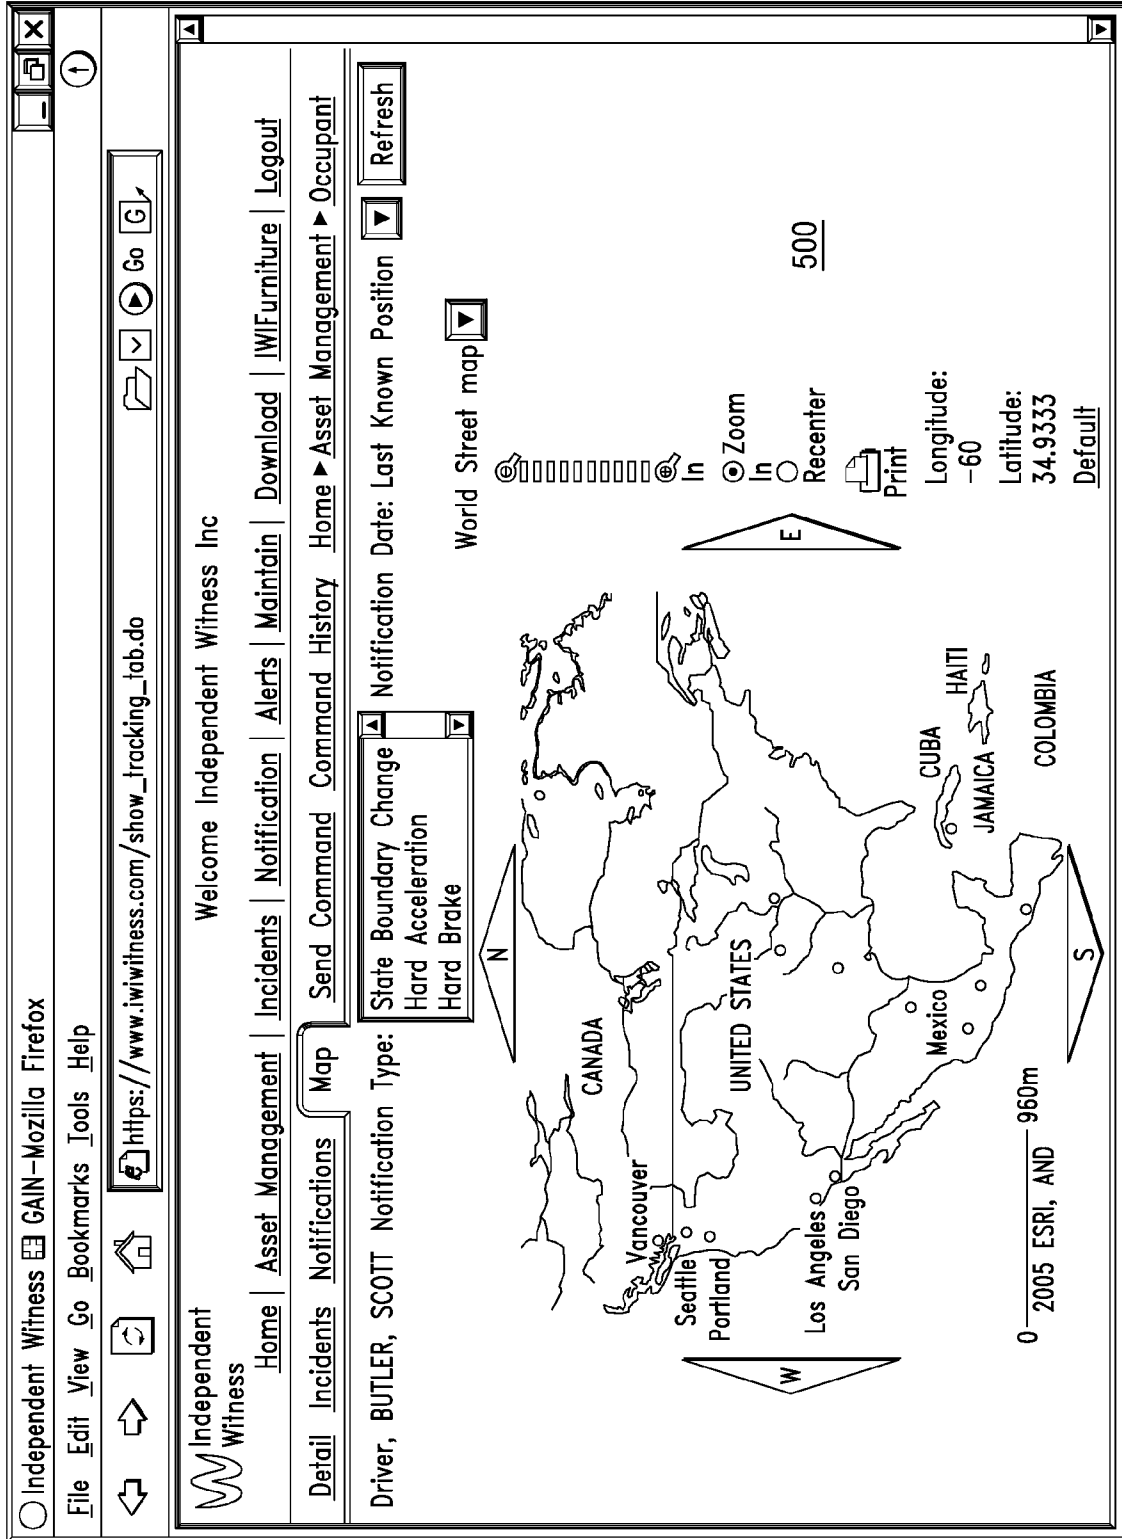 Independent Witness GAIN-Mozilla Firefox
File Edit View Go Bookmarks Tools Help
https://www.iwiwitness.com/show_tracking_tab.do Go G
Independent
Witness
Welcome Independent Witness Inc
Home | Asset Management | Incidents | Notification | Alerts | Maintain | Download | IWIFurniture | Logout
Detail Incidents Notifications Map Send Command Command History Home ▶ Asset Management ▶ Occupant
Driver, BUTLER, SCOTT Notification Type: State Boundary Change Notification Date: Last Known Position Refresh
Hard Acceleration
Hard Brake
World Street map
N
CANADA
In
Vancouver
Zoom
In
Seattle
Portland
UNITED STATES
Recenter
W
E
500
Los Angeles
San Diego
Print
Mexico
CUBA
HAITI
JAMAICA
Longitude:
-60
COLOMBIA
Latitude:
34.9333
Default
0 960m
2005 ESRI, AND
S